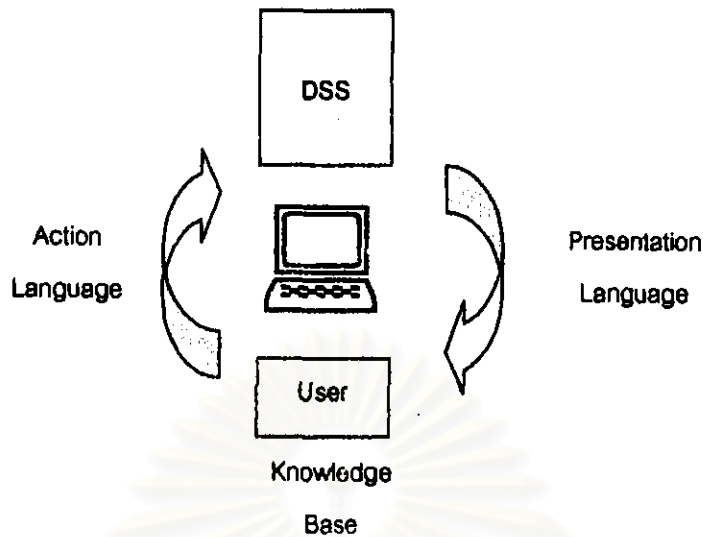 DSS
Action
Language
Presentation
Language
User
Knowledge
Base